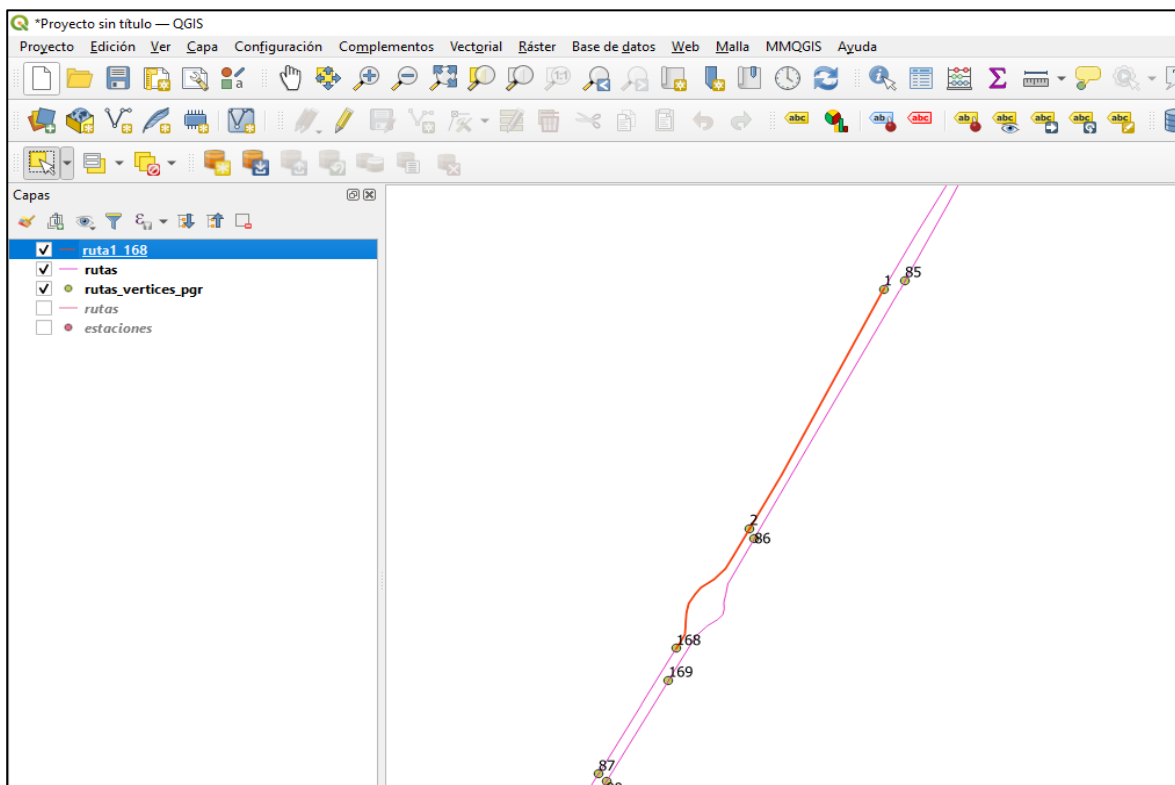 *Proyecto sin título — QGIS
Proyecto Edición Ver Capa Configuración Complementos Vectorial Ráster Base de datos Web Malla MMQGIS Ayuda
Capas
ruta1_168
rutas
rutas_vertices_pgr
rutas
estaciones
1
85
2
86
168
169
87